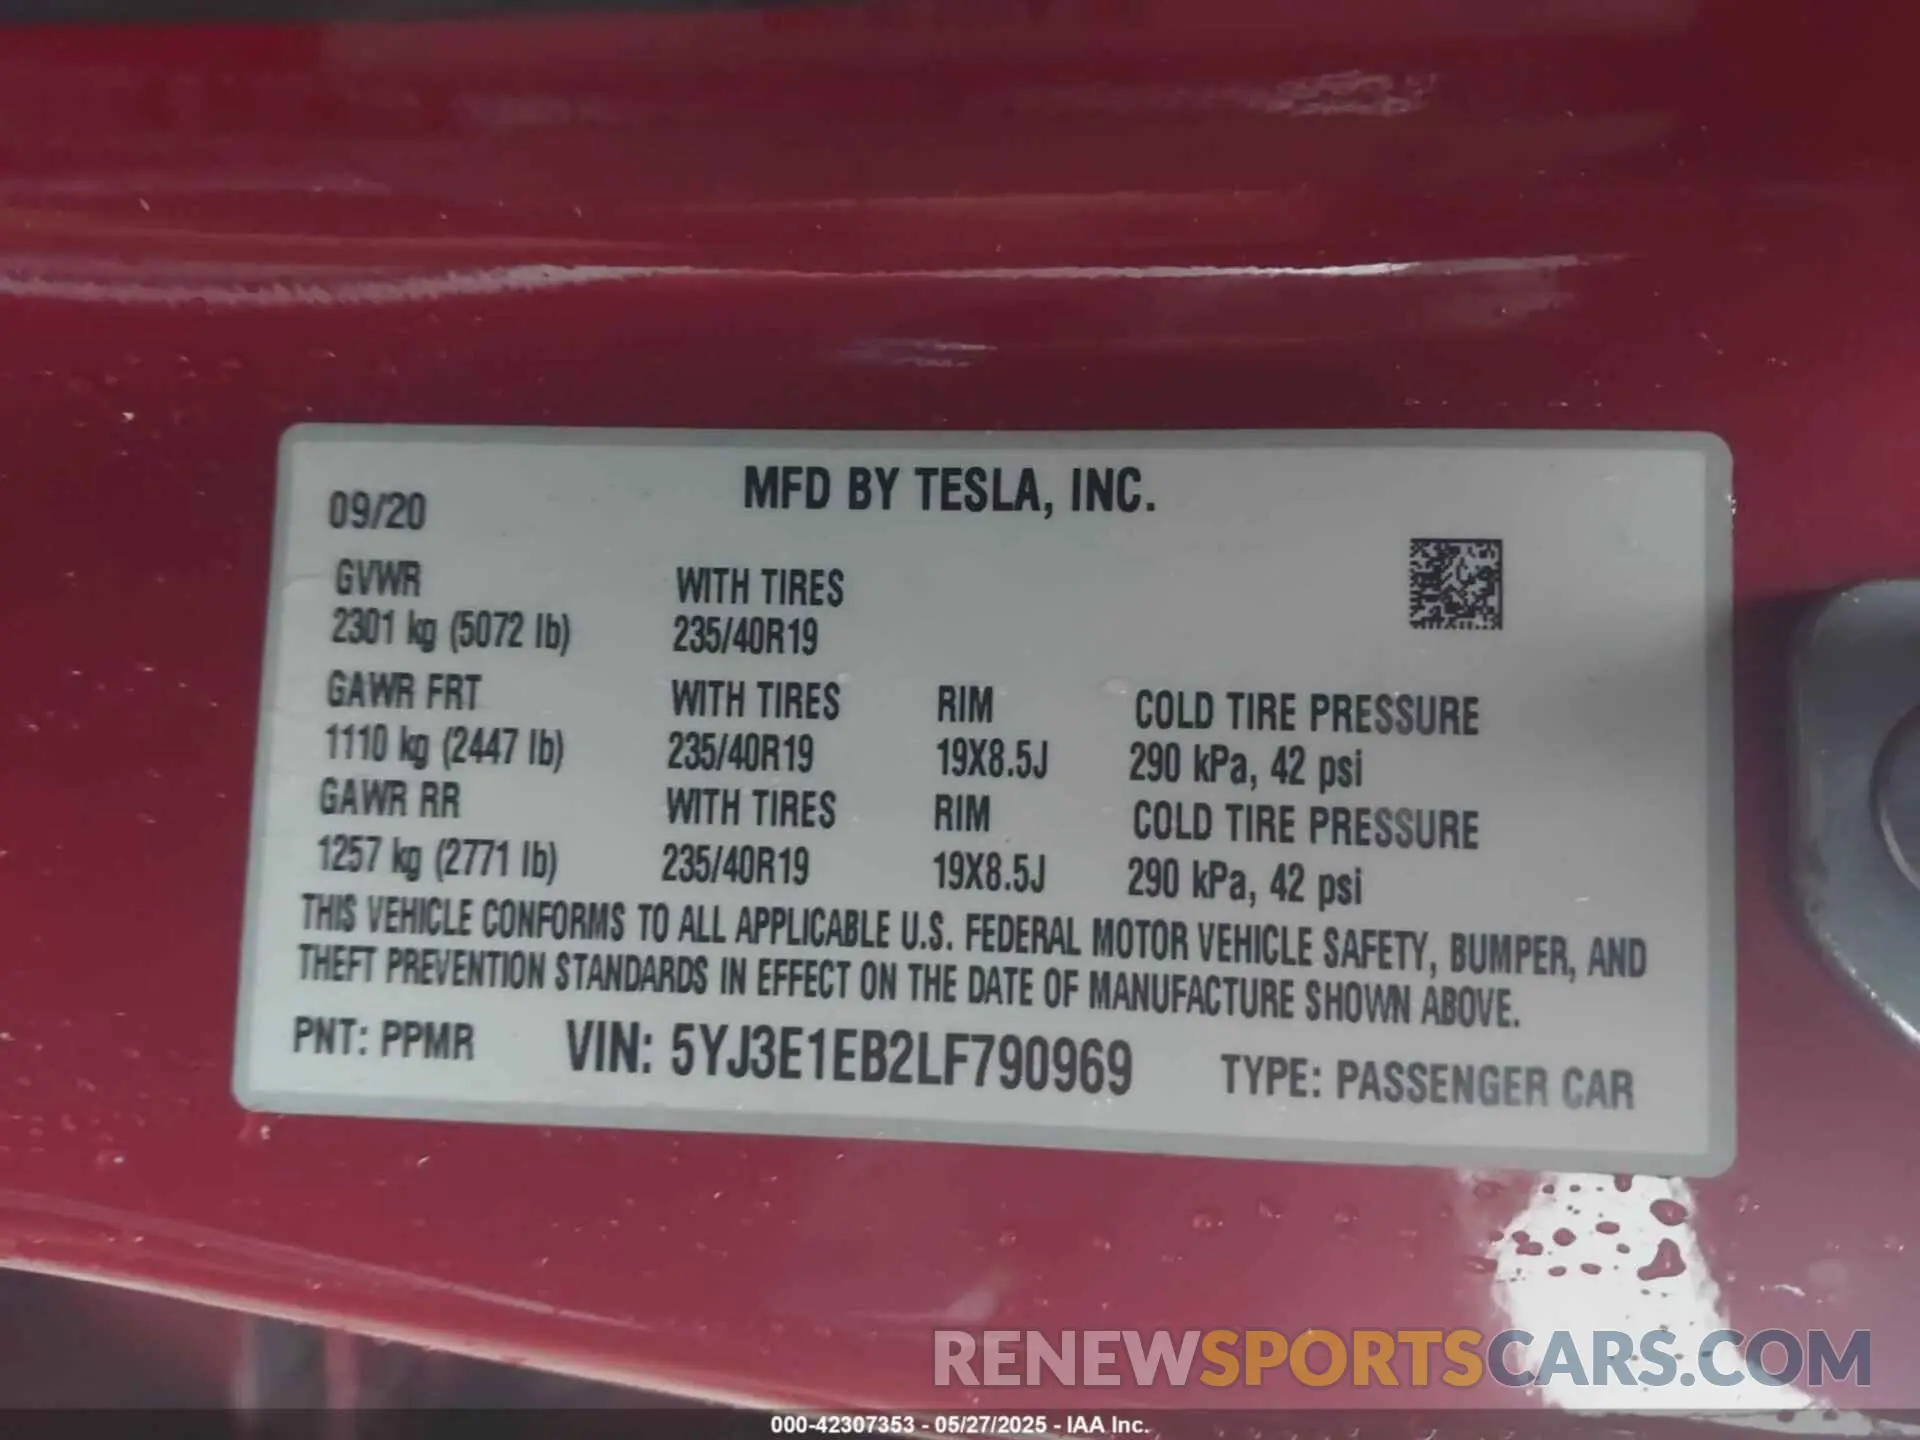 MFD BY TESLA, INC.
09/20
GVWR WITH TIRES
2301 kg (5072 lb) 235/40R19
GAWR FRT WITH TIRES RIM COLD TIRE PRESSURE
1110 kg (2447 lb) 235/40R19 19X8.5J 290 kPa, 42 psi
GAWR RR WITH TIRES RIM COLD TIRE PRESSURE
1257 kg (2771 lb) 235/40R19 19X8.5J 290 kPa, 42 psi
THIS VEHICLE CONFORMS TO ALL APPLICABLE U.S. FEDERAL MOTOR VEHICLE SAFETY, BUMPER, AND
THEFT PREVENTION STANDARDS IN EFFECT ON THE DATE OF MANUFACTURE SHOWN ABOVE.
PNT: PPMR VIN: 5YJ3E1EB2LF790969 TYPE: PASSENGER CAR
RENEWSPORTSCARS.COM
000-42307353 - 05/27/2025 - IAA Inc.